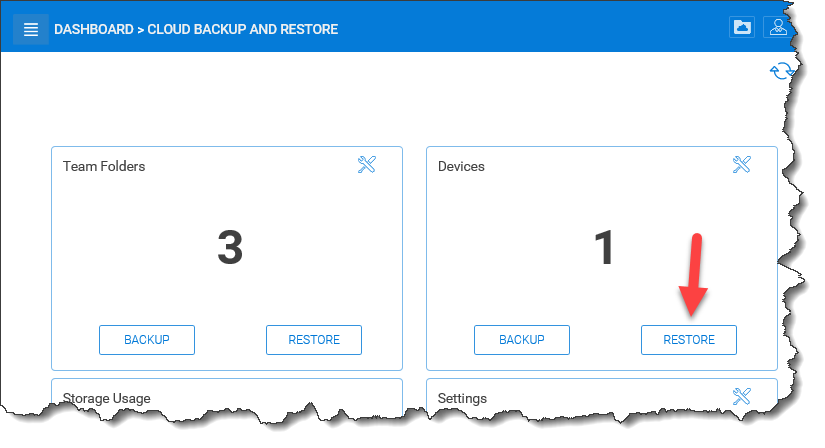 DASHBOARD > CLOUD BACKUP AND RESTORE
Team Folders
3
BACKUP
RESTORE
Devices
1
BACKUP
RESTORE
Storage Usage
Settings